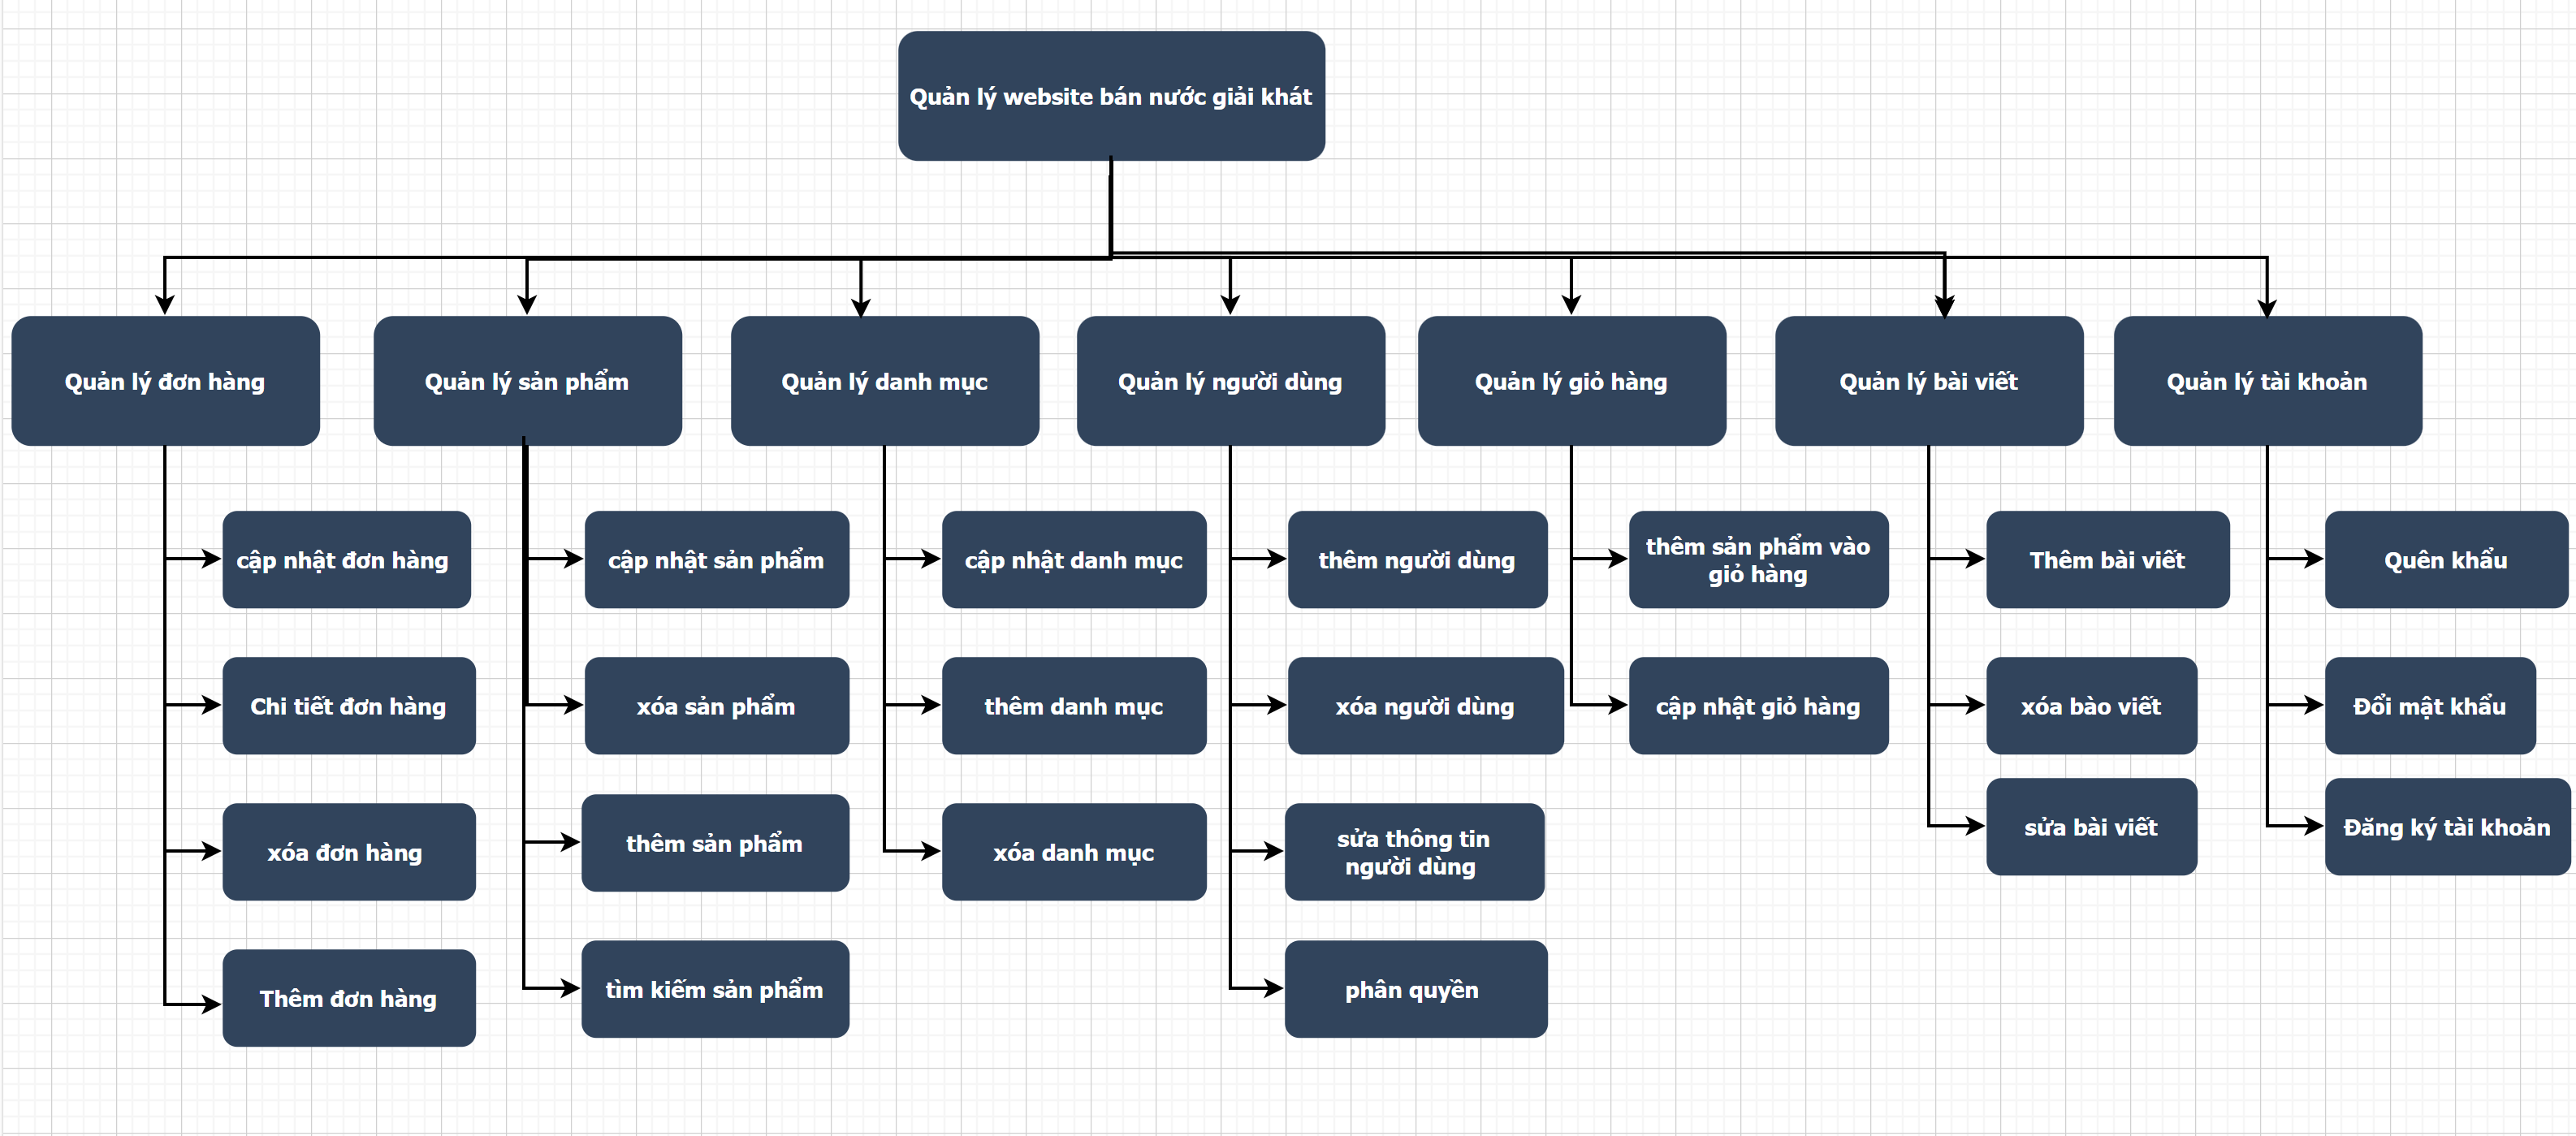 Quản lý website bán nước giải khát
Quản lý đơn hàng
Quản lý sản phẩm
Quản lý danh mục
Quản lý người dùng
Quản lý giỏ hàng
Quản lý bài viết
Quản lý tài khoản
cập nhật đơn hàng
cập nhật sản phẩm
cập nhật danh mục
thêm người dùng
thêm sản phẩm vào
giỏ hàng
Thêm bài viết
Quên khẩu
Chi tiết đơn hàng
xóa sản phẩm
thêm danh mục
xóa người dùng
cập nhật giỏ hàng
xóa bào viết
Đổi mật khẩu
xóa đơn hàng
thêm sản phẩm
xóa danh mục
sửa thông tin
người dùng
sửa bài viết
Đăng ký tài khoản
Thêm đơn hàng
tìm kiếm sản phẩm
phân quyền